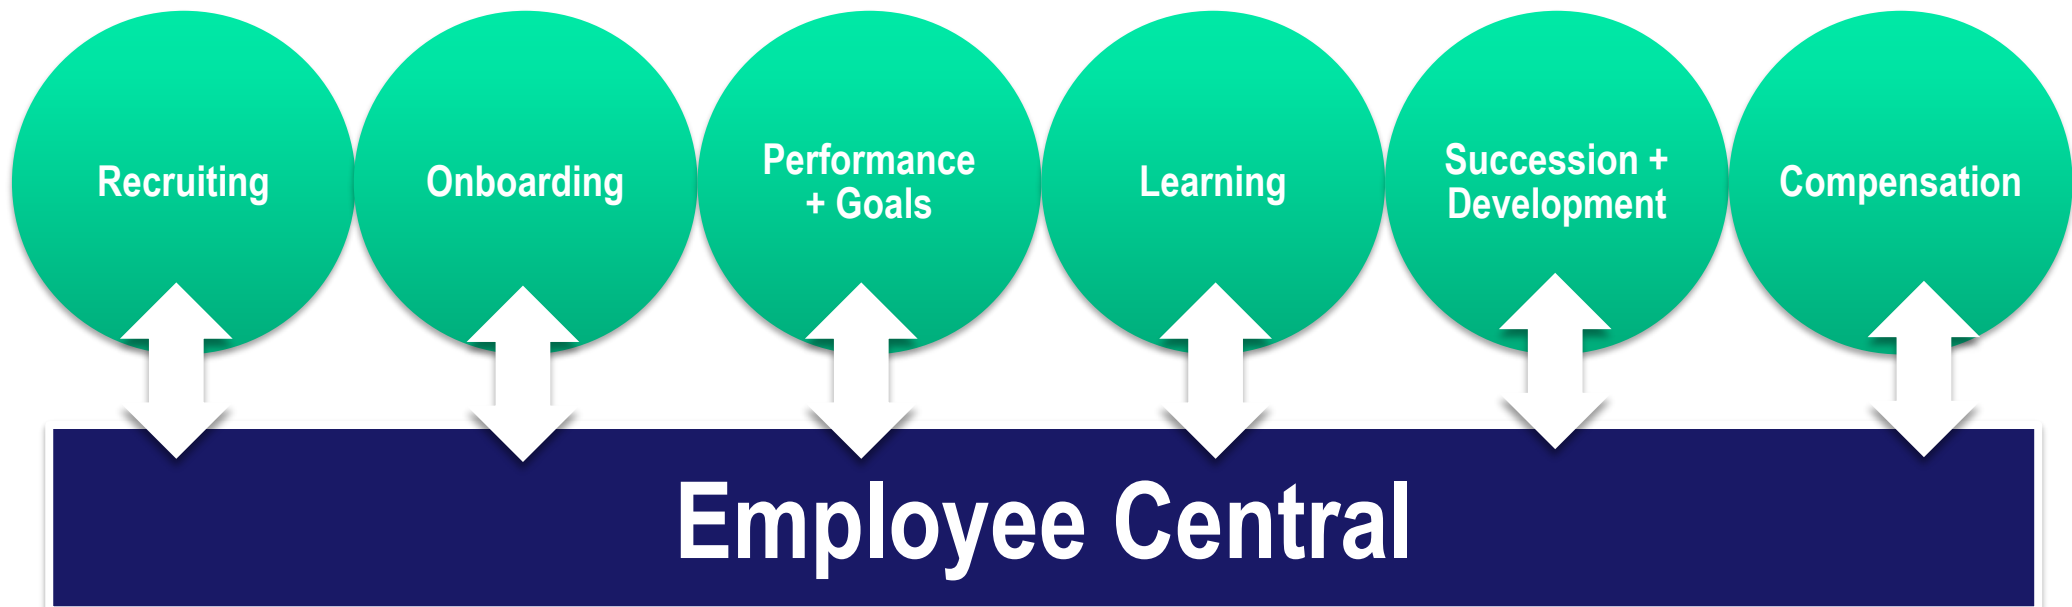 Recruiting
Onboarding
Performance
+ Goals
Learning
Succession +
Development
Compensation
Employee Central